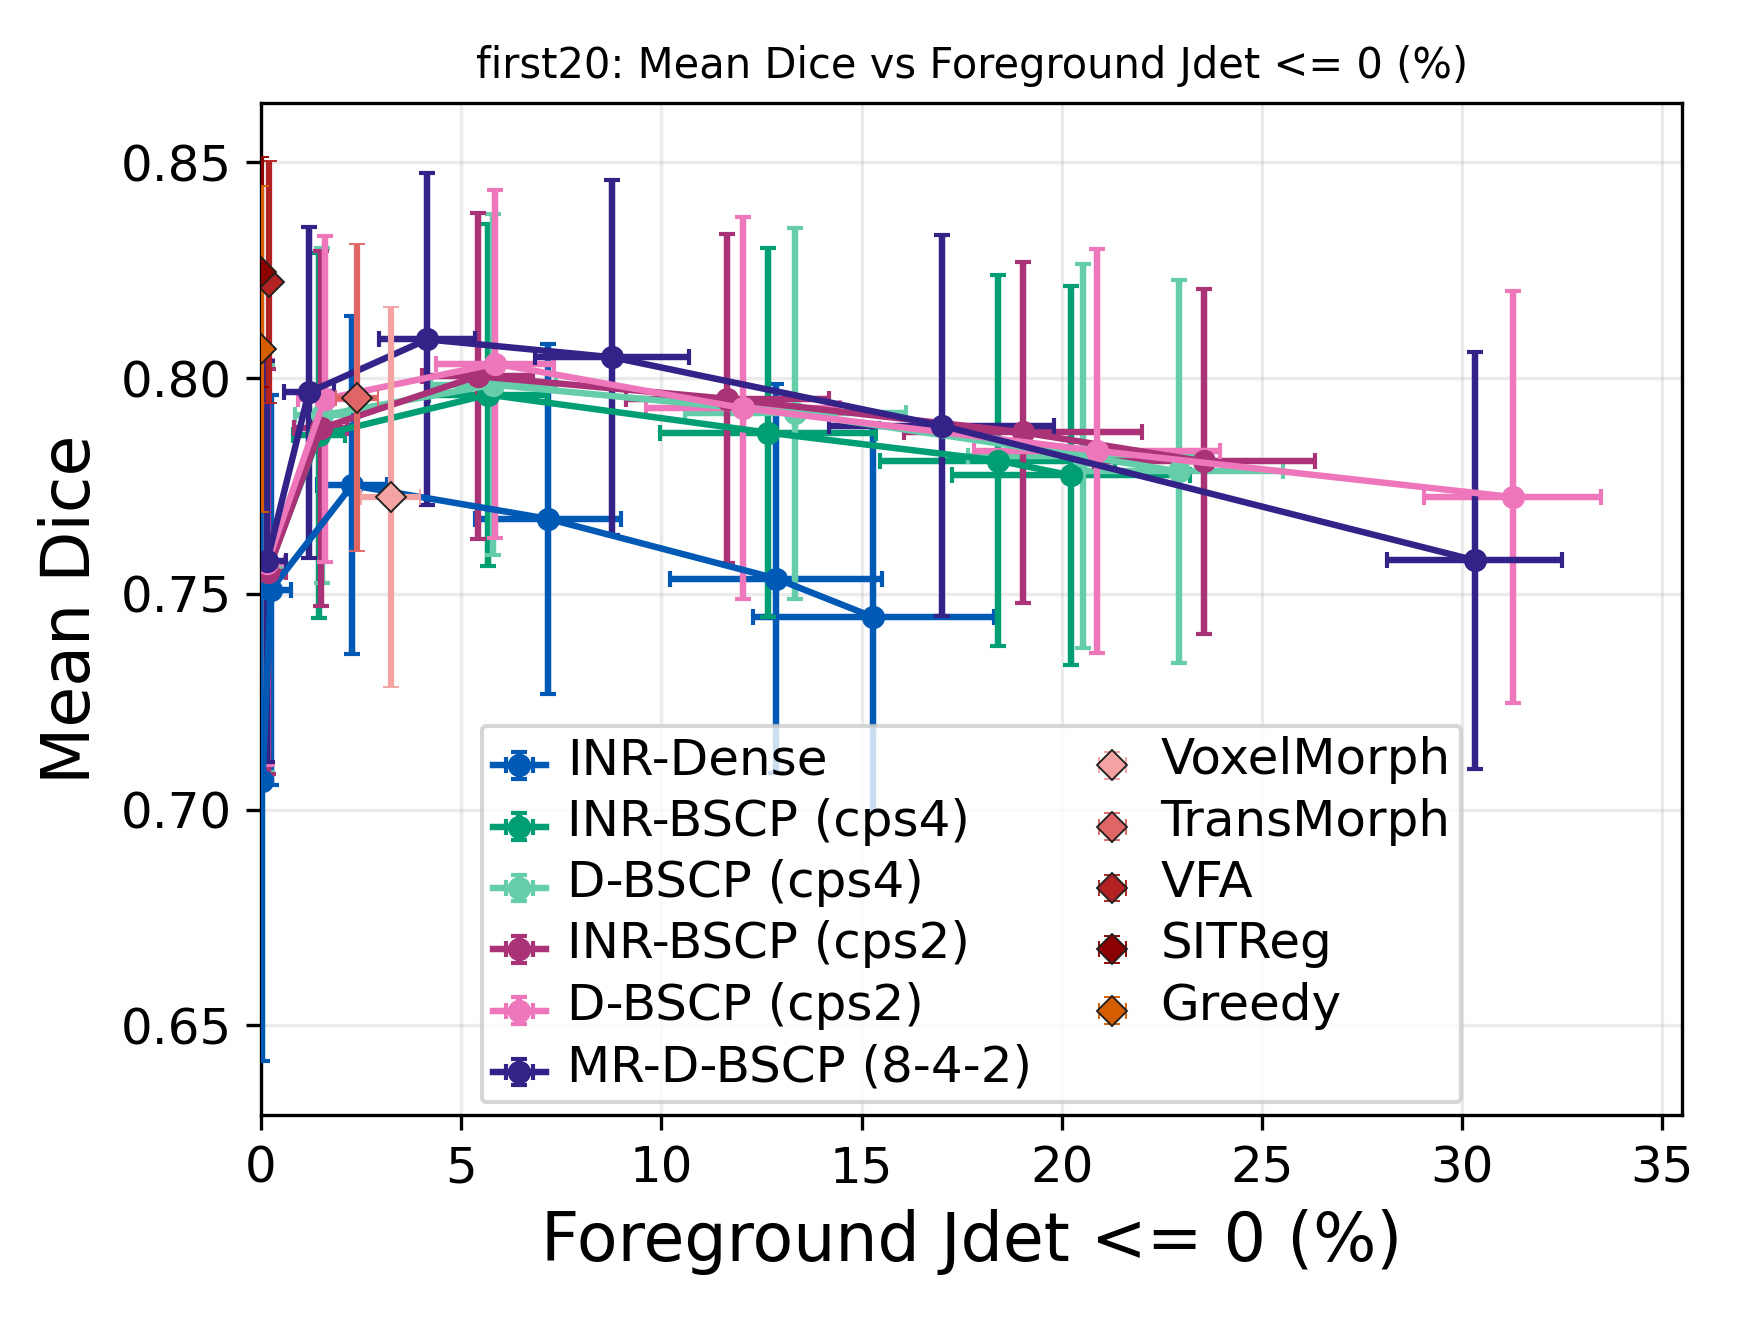 first20: Mean Dice vs Foreground Jdet <= 0 (%)
Mean Dice
0.85
0.80
0.75
0.70
0.65
INR-Dense
INR-BSCP (cps4)
D-BSCP (cps4)
INR-BSCP (cps2)
D-BSCP (cps2)
MR-D-BSCP (8-4-2)
VoxelMorph
TransMorph
VFA
SITReg
Greedy
0 5 10 15 20 25 30 35
Foreground Jdet <= 0 (%)